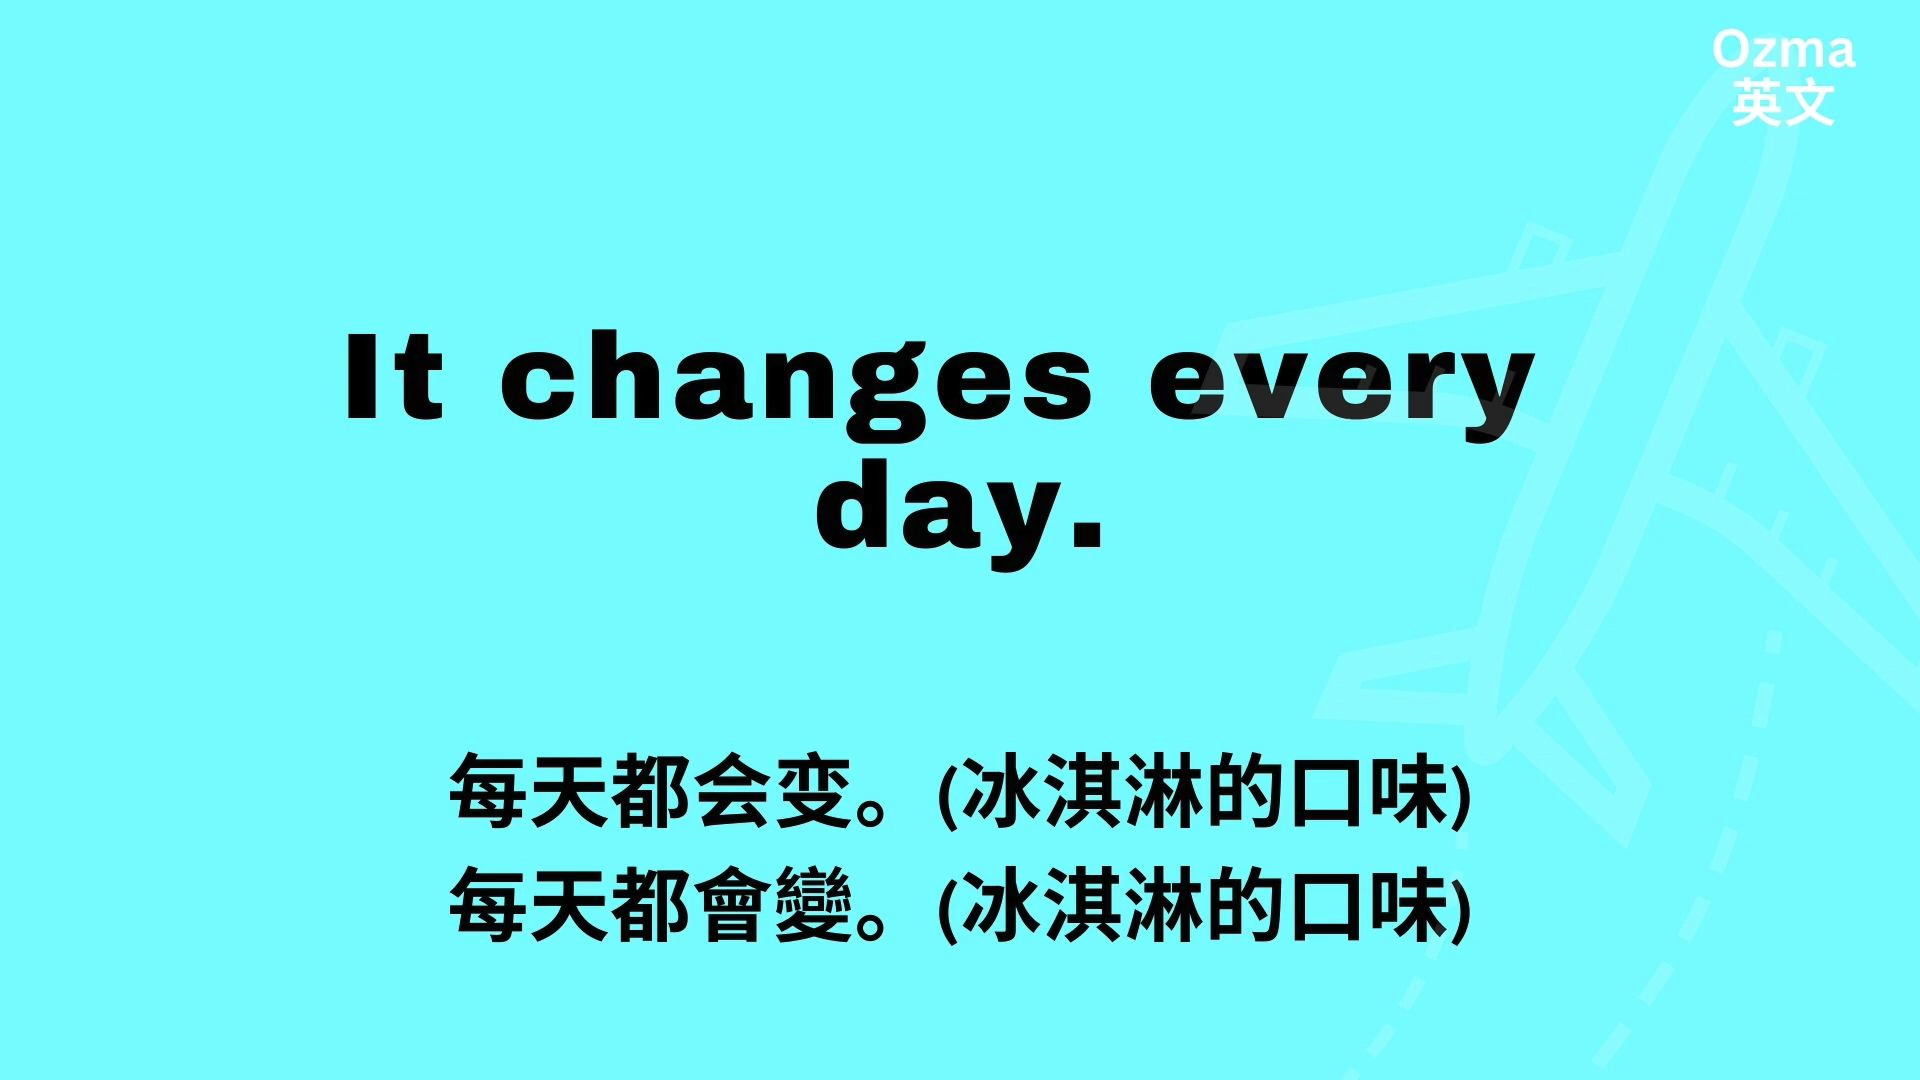 Ozma
英文
It changes every
day.
每天都会变。(冰淇淋的口味)
每天都會變。(冰淇淋的口味)